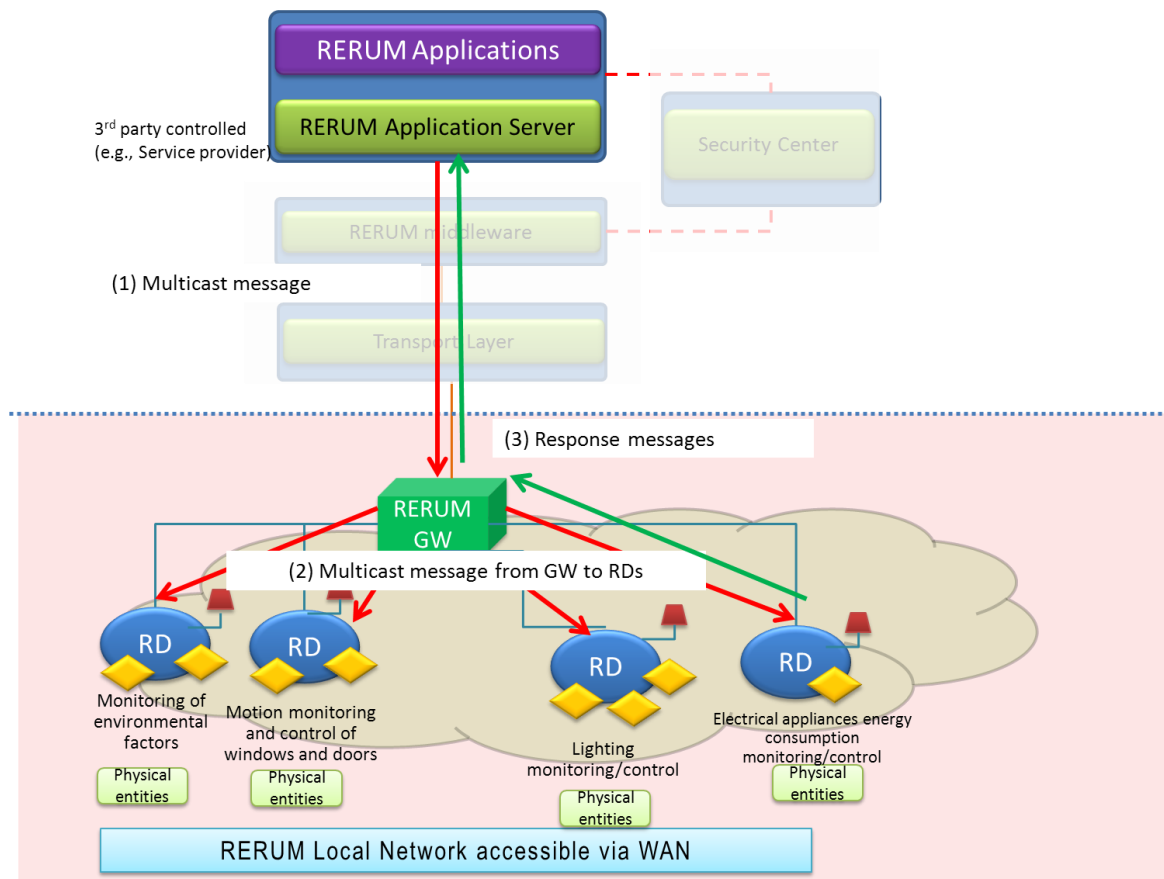 RERUM Applications
RERUM Application Server
3rd party controlled
(e.g., Service provider)
Security Center
RERUM middleware
(1) Multicast message
Transport Layer
(3) Response messages
RERUM
GW
(2) Multicast message from GW to RDs
RD
RD
RD
RD
Monitoring of
environmental
factors
Motion monitoring
and control of
windows and doors
Lighting
monitoring/control
Electrical appliances energy
consumption
monitoring/control
Physical
entities
Physical
entities
Physical
entities
Physical
entities
RERUM Local Network accessible via WAN